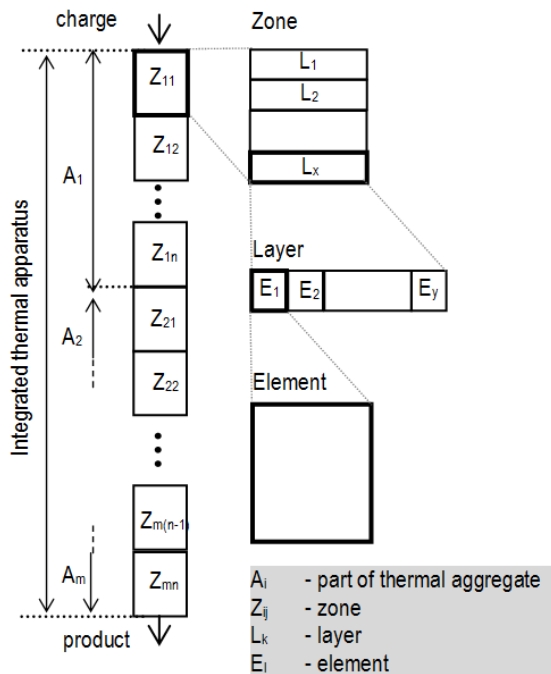 charge
Zone
Z11
L1
L2
Lx
Z12
A1
Z1n
Layer
E1 E2 Ey
Z21
A2
Z22
Element
Integrated thermal apparatus
Zm(n-1)
Am
Zmn
product
Ai - part of thermal aggregate
Zij - zone
Lk - layer
El - element